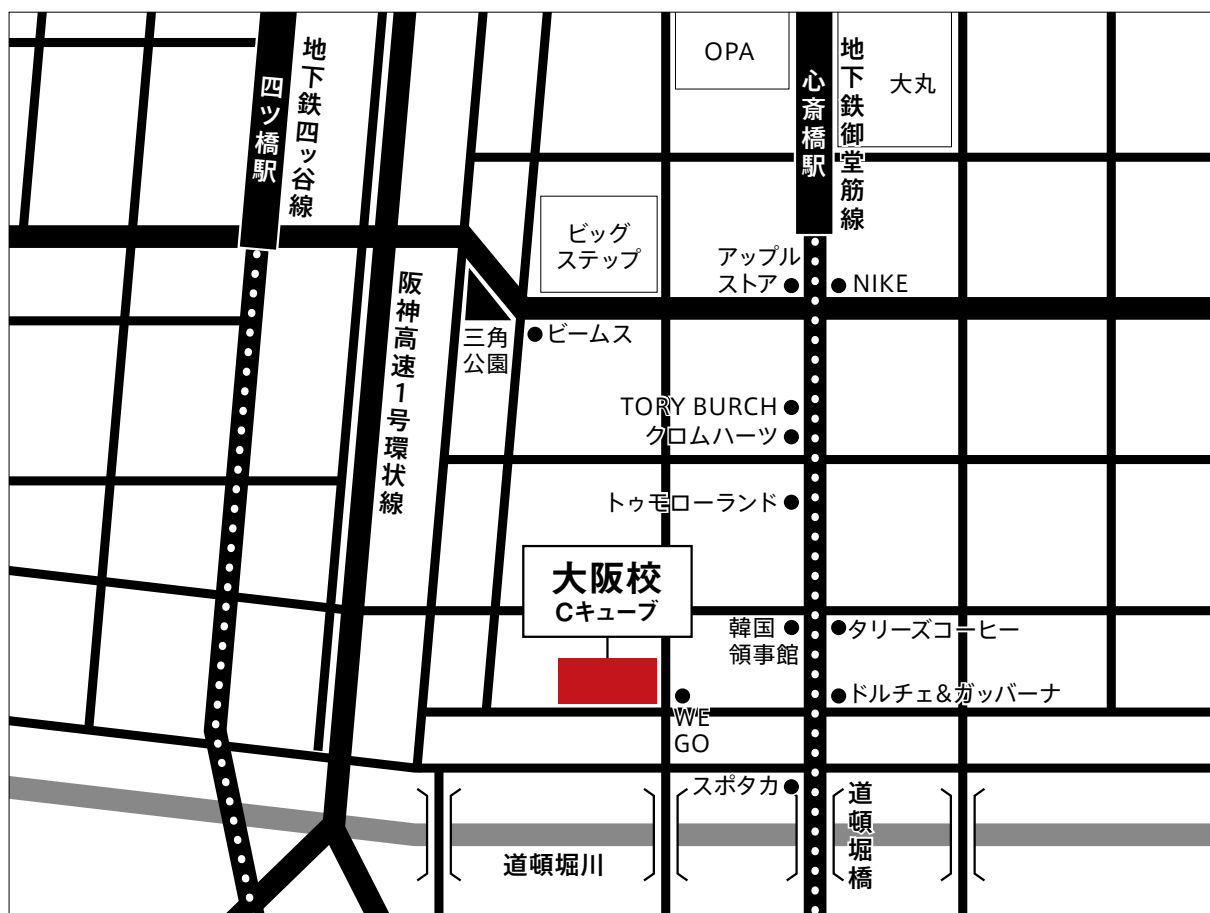 OPA
大丸
地下鉄四ッ谷線
四ツ橋駅
心斎橋駅
地下鉄御堂筋線
ビッグ
ステップ
アップル
ストア
NIKE
阪神高速1号環状線
三角
公園
ビームス
TORY BURCH
クロムハーツ
トゥモローランド
大阪校
Cキューブ
韓国
領事館
タリーズコーヒー
ドルチェ&ガッバーナ
WE
GO
スポタカ
道頓堀橋
道頓堀川